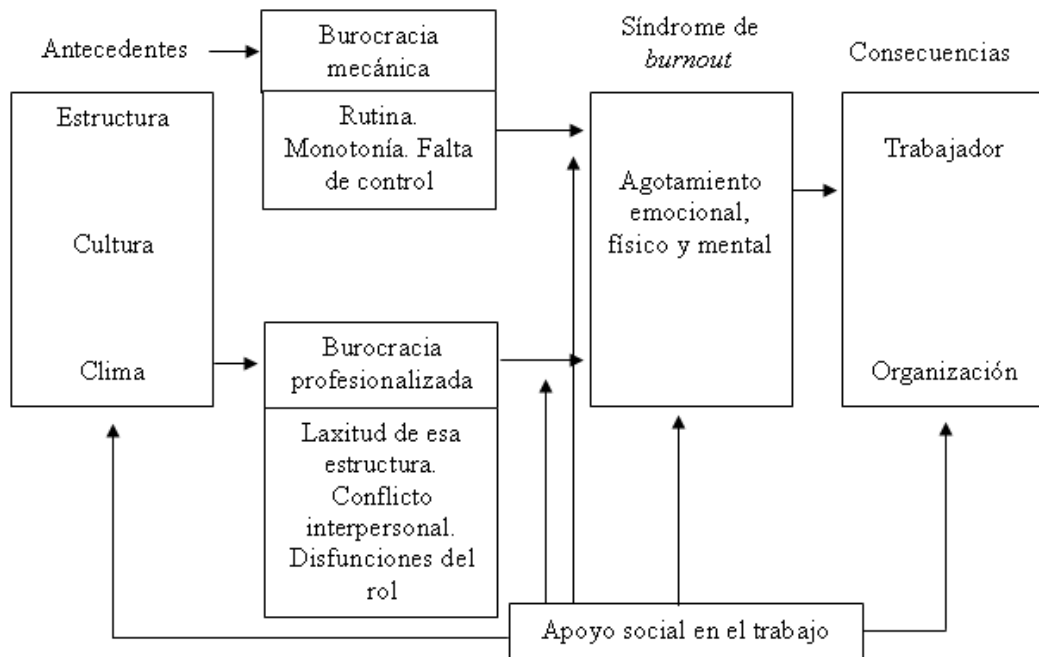 Antecedentes
Estructura
Cultura
Clima
Burocracia
mecánica
Rutina.
Monotonía. Falta
de control
Burocracia
profesionalizada
Laxitud de esa
estructura.
Conflicto
interpersonal.
Disfunciones del
rol
Síndrome de
burnout
Agotamiento
emocional,
físico y mental
Consecuencias
Trabajador
Organización
Apoyo social en el trabajo